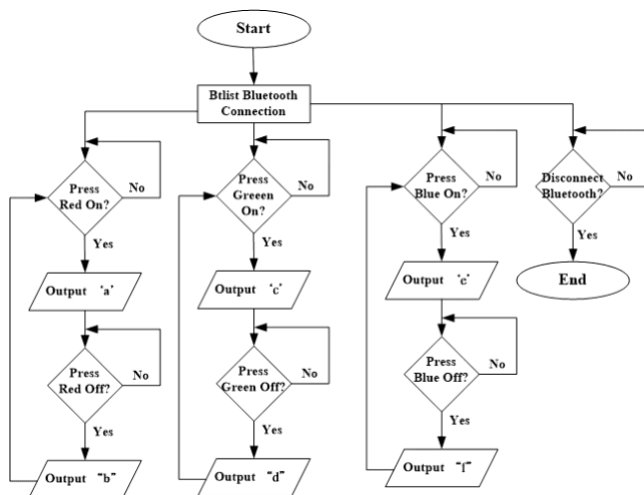 Start
Btlist Bluetooth
Connection
Press
Red On?
No
Yes
Output 'a'
Press
Red Off?
No
Yes
Output "b"
Press
Greeen
On?
No
Yes
Output 'c'
Press
Green Off?
No
Yes
Output "d"
Press
Blue On?
No
Yes
Output 'e'
Press
Blue Off?
No
Yes
Output "f"
Disconnect
Bluetooth?
No
Yes
End